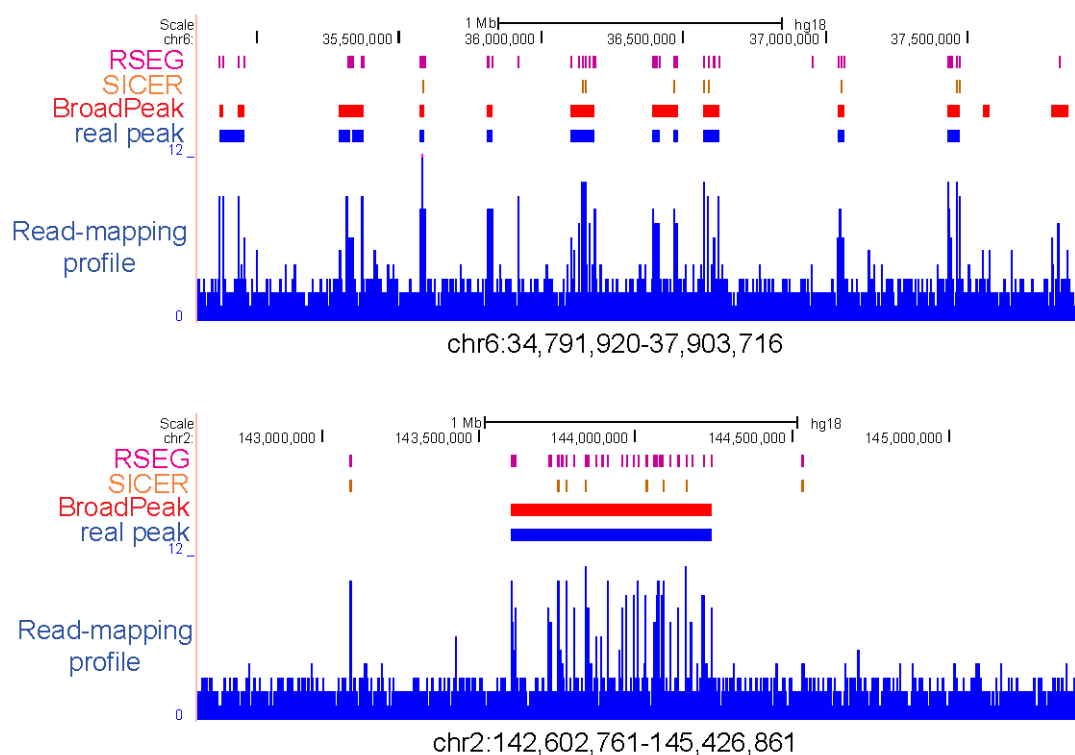 Scale 1 Mb hg18
chr6: 35,500,000 36,000,000 36,500,000 37,000,000 37,500,000
RSEG
SICER
BroadPeak
real peak
12
Read-mapping
profile
0
chr6:34,791,920-37,903,716
Scale 1 Mb hg18
chr2: 143,000,000 143,500,000 144,000,000 144,500,000 145,000,000
RSEG
SICER
BroadPeak
real peak
12
Read-mapping
profile
0
chr2:142,602,761-145,426,861